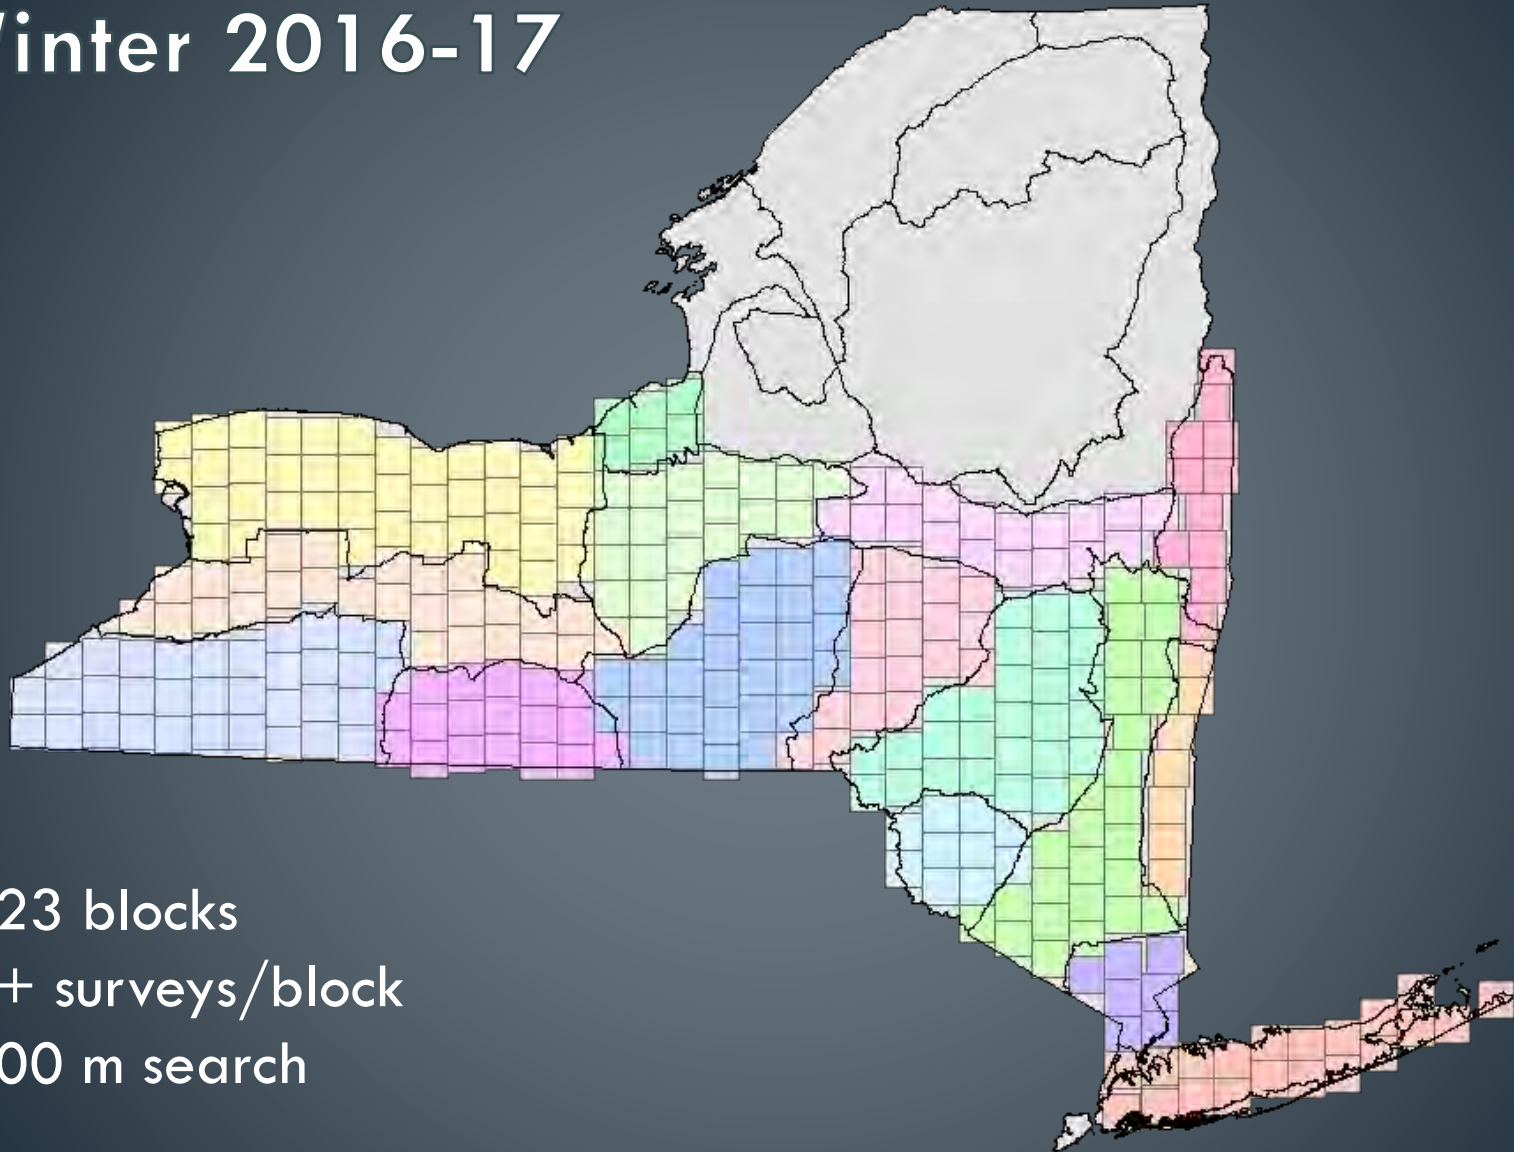 inter 2016-17
23 blocks
+ surveys/block
00 m search